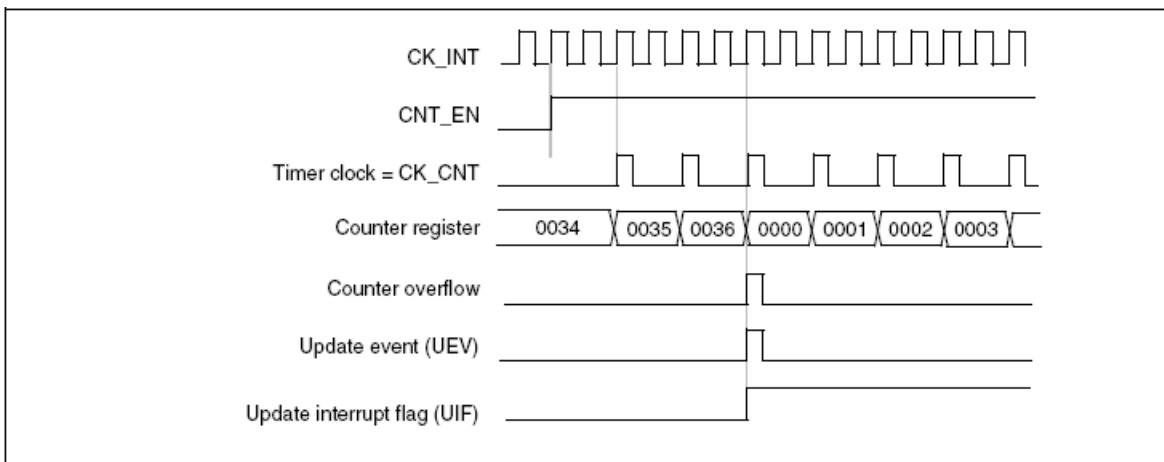 CK_INT
CNT_EN
Timer clock = CK_CNT
Counter register 0034 0035 0036 0000 0001 0002 0003
Counter overflow
Update event (UEV)
Update interrupt flag (UIF)